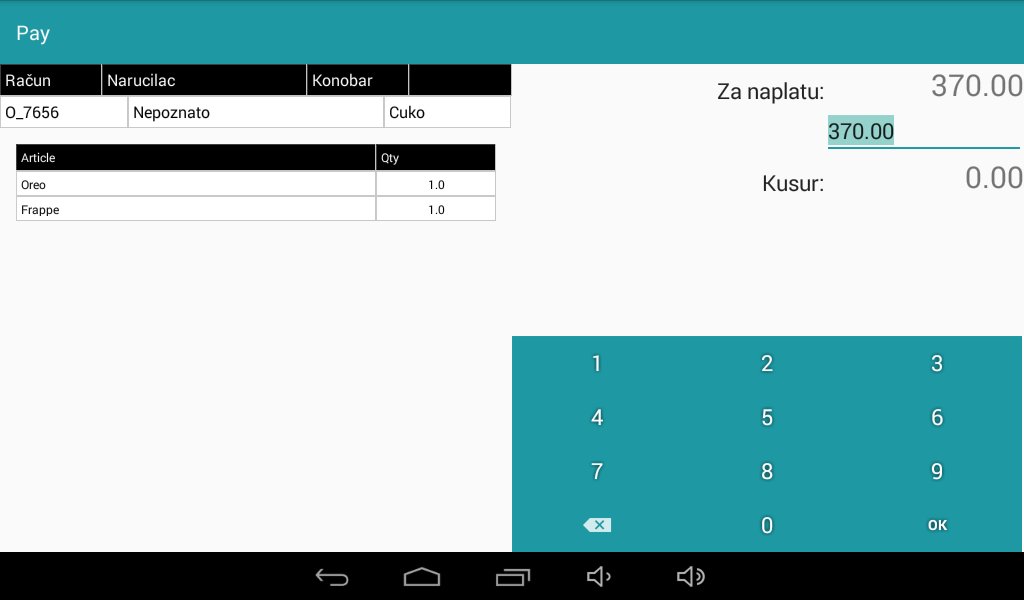 Pay
Račun Narucilac Konobar
O_7656 Nepoznato Cuko
Article Qty
Oreo 1.0
Frappe 1.0
Za naplatu: 370.00
370.00
Kusur: 0.00
1 2 3
4 5 6
7 8 9
0 OK